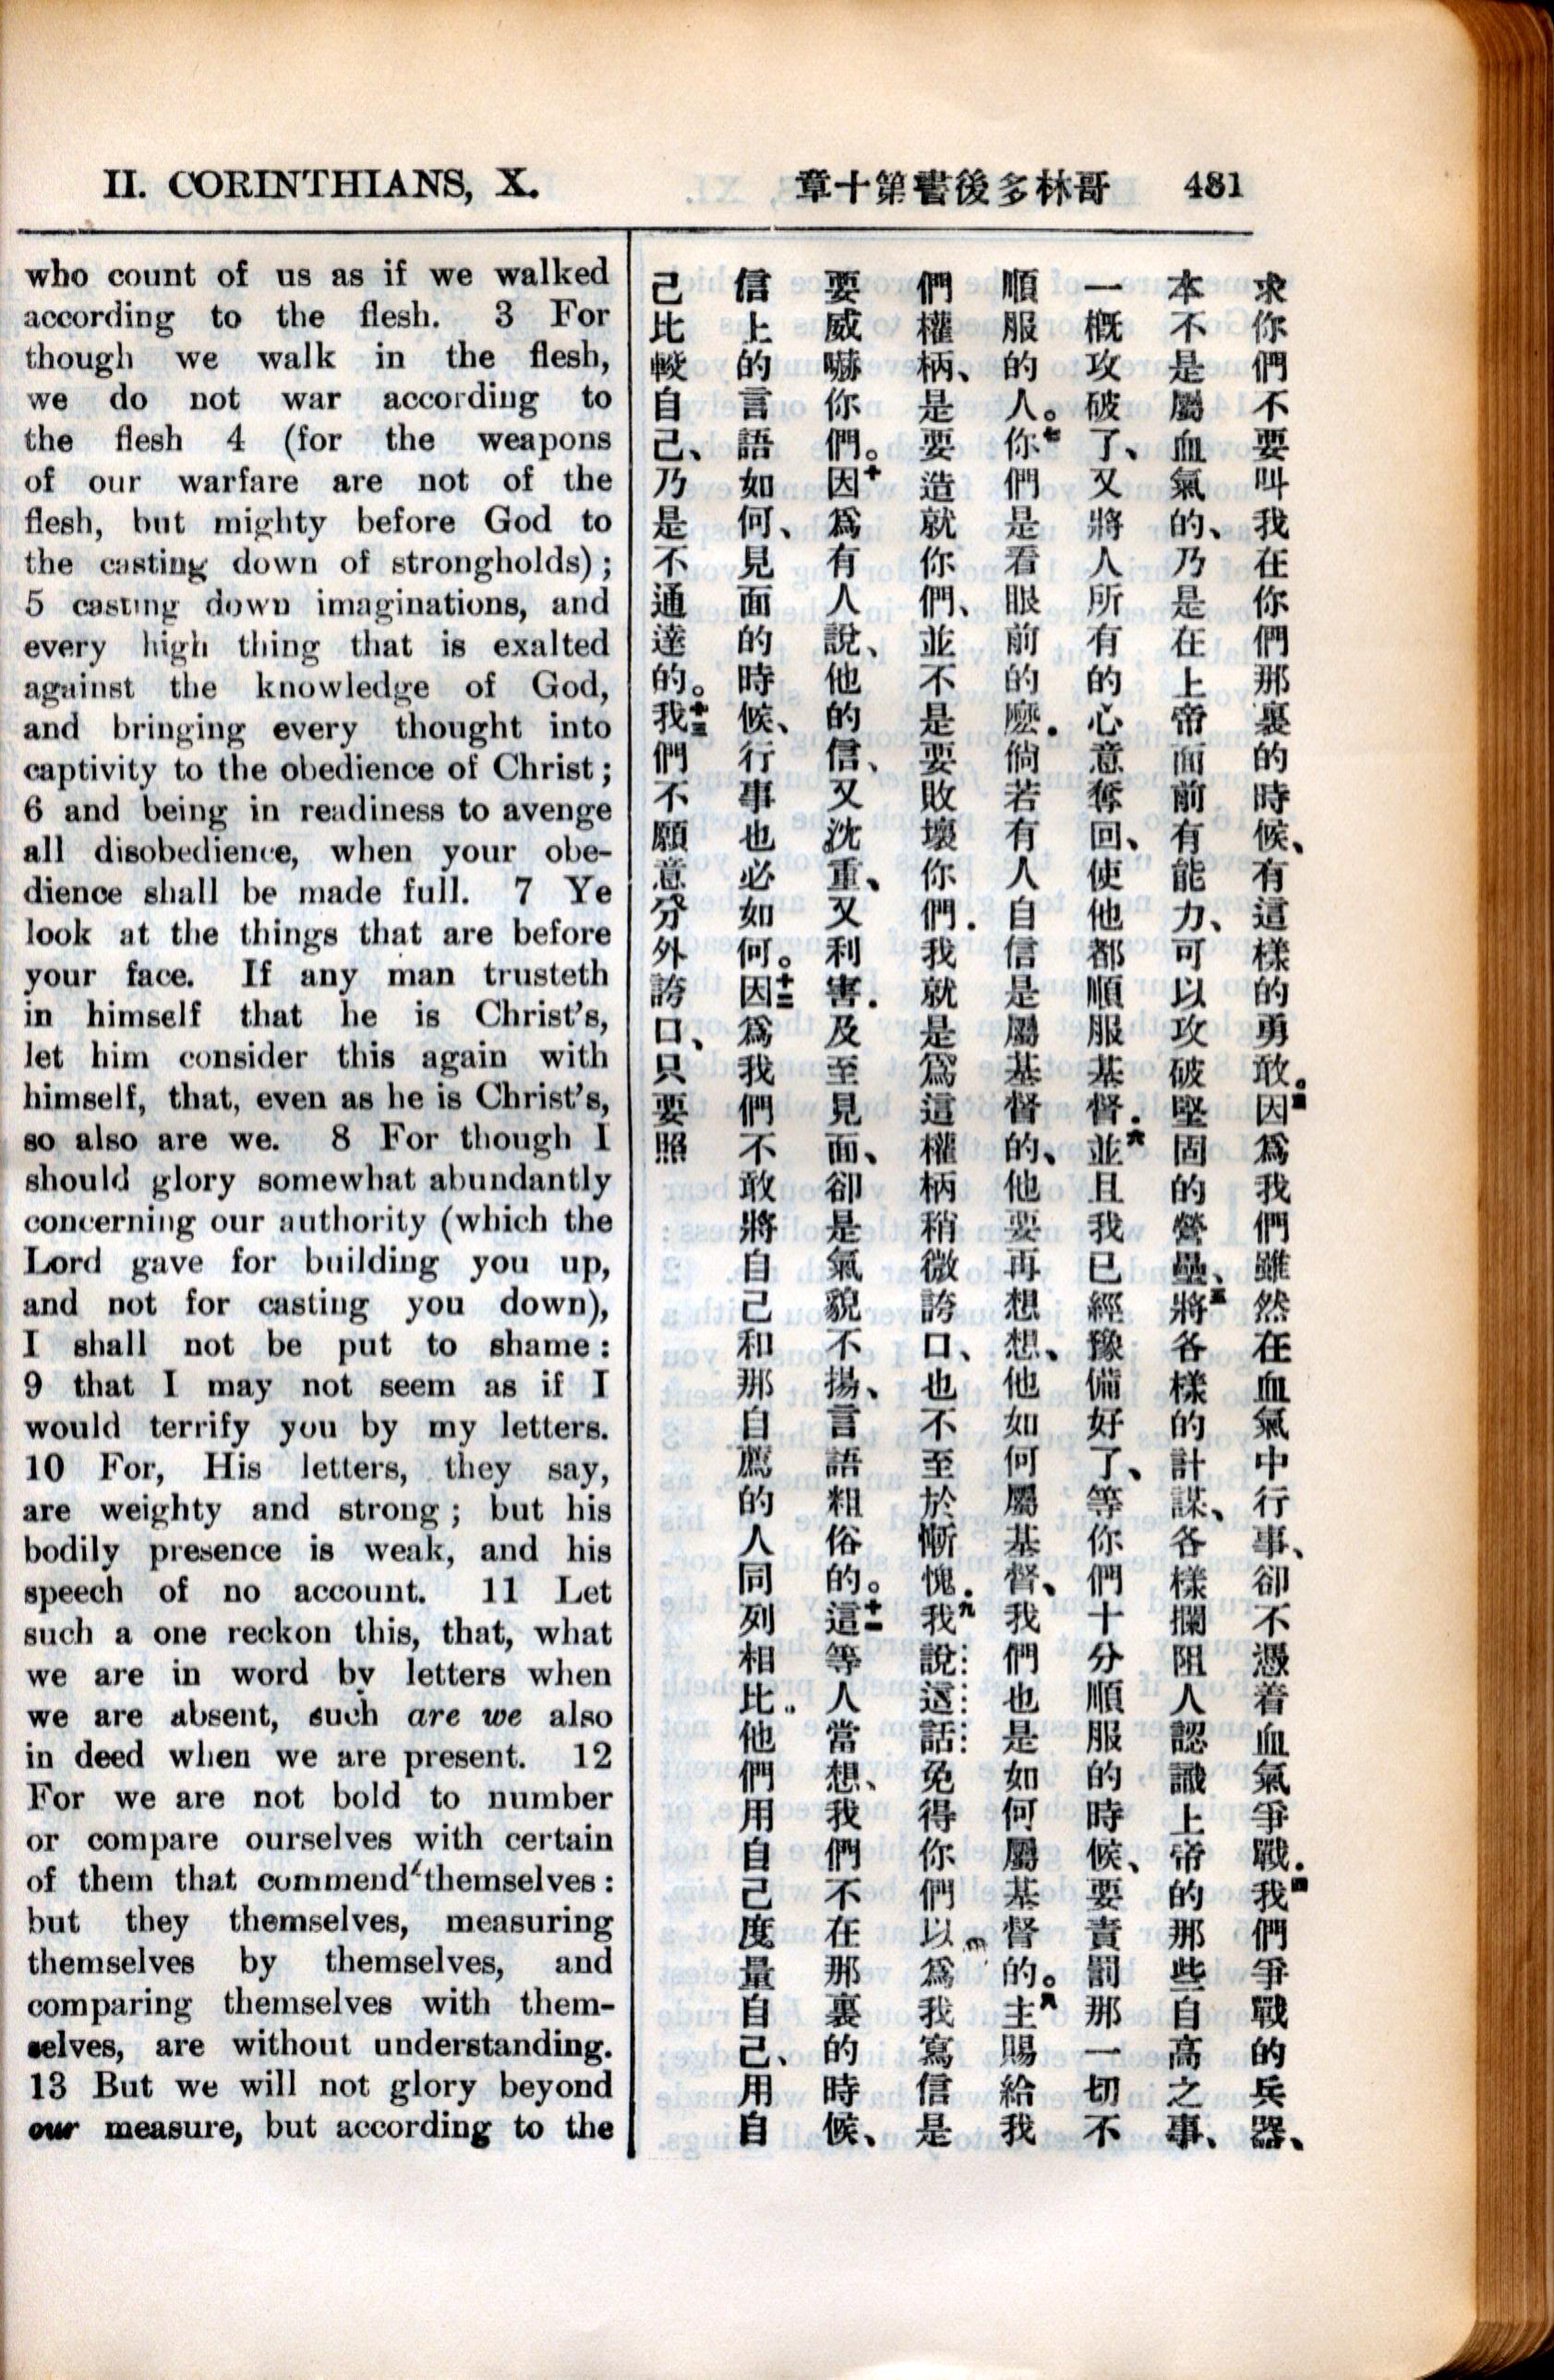 II. CORINTHIANS, X.
章十第書後多林哥 481
who count of us as if we walked
according to the flesh. 3 For
though we walk in the flesh,
we do not war according to
the flesh 4 (for the weapons
of our warfare are not of the
flesh, but mighty before God to
the casting down of strongholds);
5 casting down imaginations, and
every high thing that is exalted
against the knowledge of God,
and bringing every thought into
captivity to the obedience of Christ;
6 and being in readiness to avenge
all disobedience, when your obe-
dience shall be made full. 7 Ye
look at the things that are before
your face. If any man trusteth
in himself that he is Christ's,
let him consider this again with
himself, that, even as he is Christ's,
so also are we. 8 For though I
should glory somewhat abundantly
concerning our authority (which the
Lord gave for building you up,
and not for casting you down),
I shall not be put to shame:
9 that I may not seem as if I
would terrify you by my letters.
10 For, His letters, they say,
are weighty and strong; but his
bodily presence is weak, and his
speech of no account. 11 Let
such a one reckon this, that, what
we are in word by letters when
we are absent, such are we also
in deed when we are present. 12
For we are not bold to number
or compare ourselves with certain
of them that commend themselves:
but they themselves, measuring
themselves by themselves, and
comparing themselves with them-
selves, are without understanding.
13 But we will not glory beyond
our measure, but according to the
求你們不要叫我在你們那裏的時候、有這樣的勇敢。三因爲我們雖然在血氣中行事、卻不憑着血氣爭戰．四我們爭戰的兵器、
本不是屬血氣的、乃是在上帝面前有能力、可以攻破堅固的營壘、五將各樣的計謀、各樣攔阻人認識上帝的那些自高之事、
一概攻破了、又將人所有的心意奪回、使他都順服基督．六並且我已經豫備好了、等你們十分順服的時候、要責罰那一切不
順服的人。七你們是看眼前的麼．倘若有人自信是屬基督的、他要再想想、他如何屬基督、我們也是如何屬基督的。八主賜給我
們權柄、是要造就你們、並不是要敗壞你們．我就是爲這權柄稍微誇口、也不至於慚愧．九我說：這：話：免得你們以爲我寫信是
要威嚇你們。十因爲有人說、他的信、又沈重、又利害．及至見面、卻是氣貌不揚、言語粗俗的。十一這等人當想、我們不在那裏的時候、
信上的言語如何、見面的時候、行事也必如何。十二因爲我們不敢將自己和那自薦的人同列相比．他們用自己度量自己、用自
己比較自己、乃是不通達的。十三我們不願意分外誇口、只要照